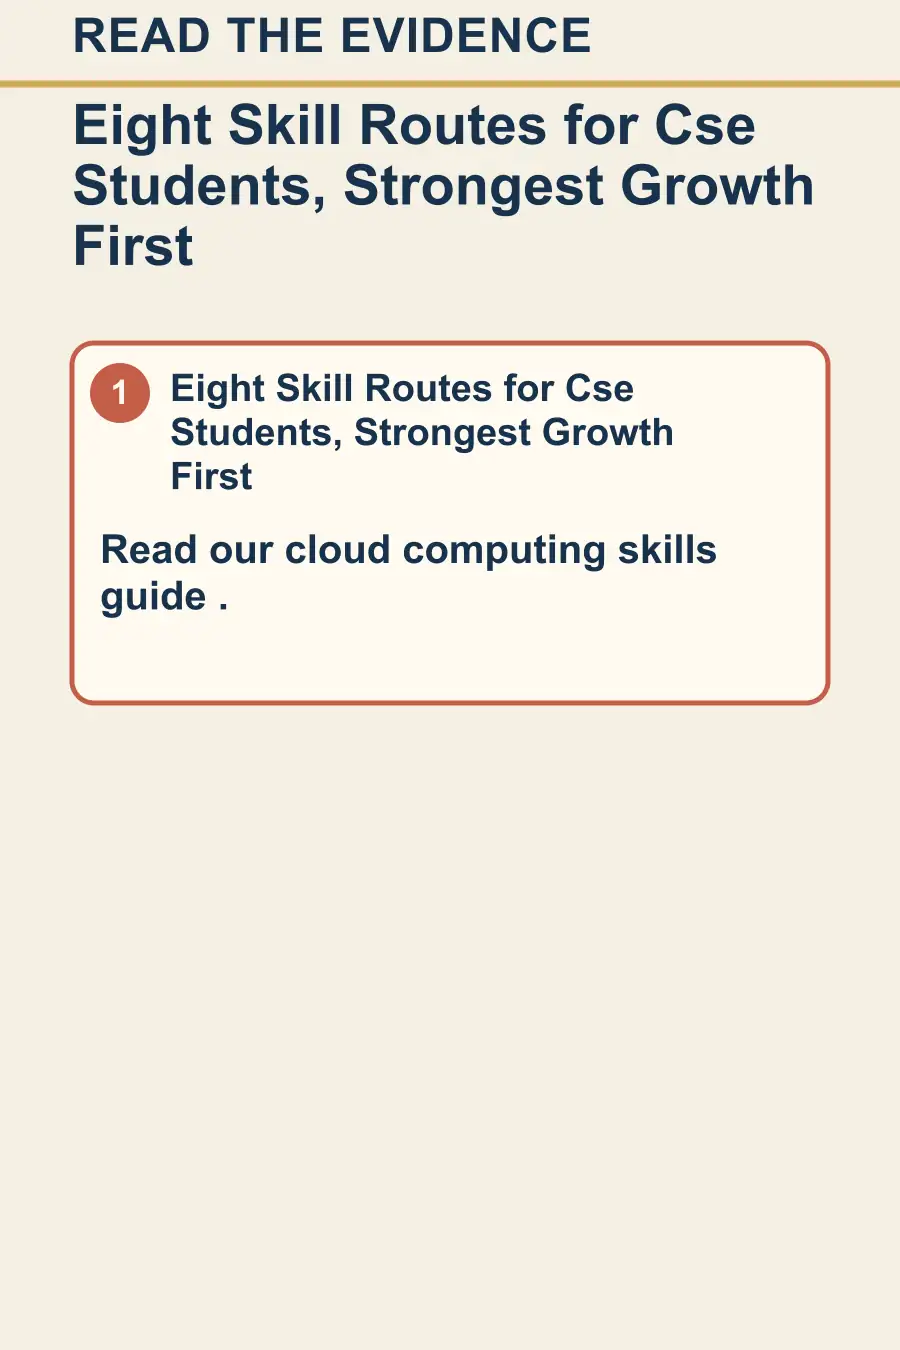 READ THE EVIDENCE
Eight Skill Routes for Cse
Students, Strongest Growth
First
1
Eight Skill Routes for Cse
Students, Strongest Growth
First
Read our cloud computing skills
guide .